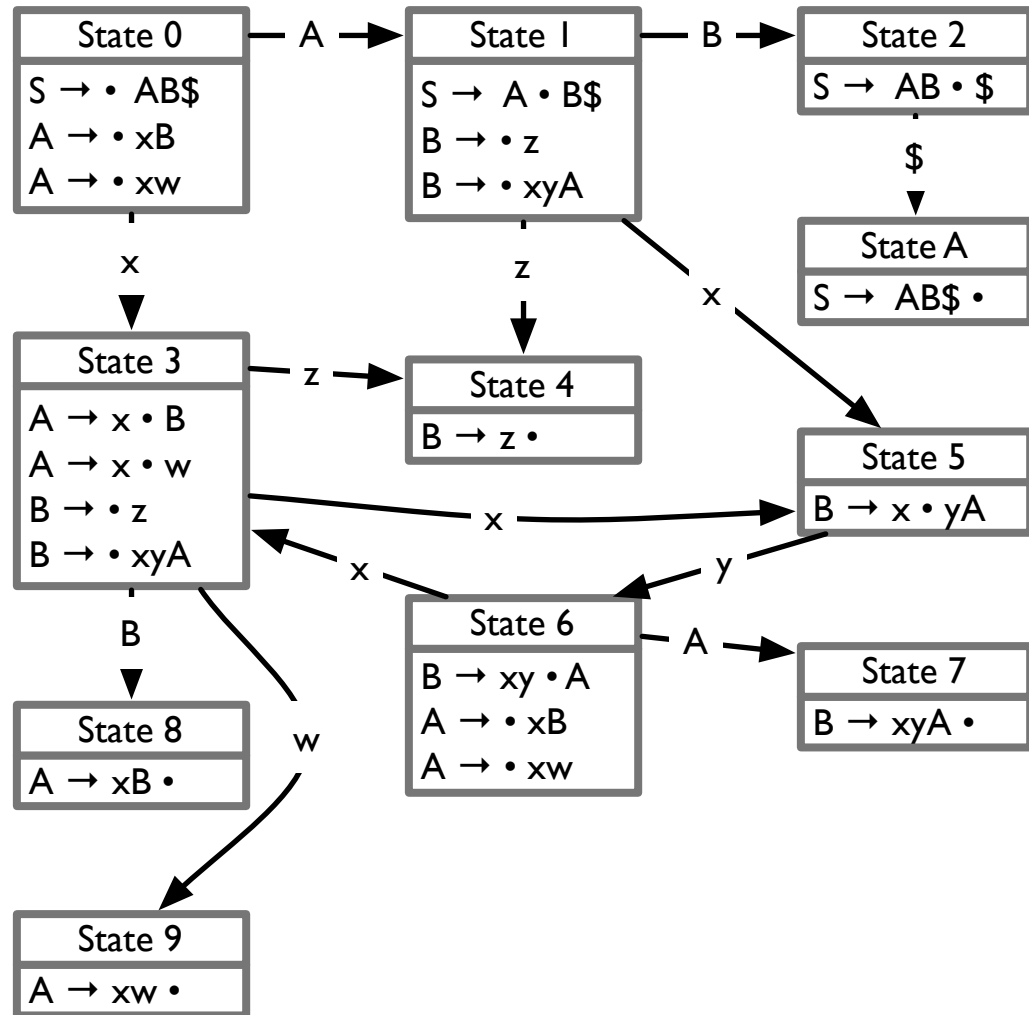 State 0
S → • AB$
A → • xB
A → • xw
A
State 1
S → A • B$
B → • z
B → • xyA
B
State 2
S → AB • $
$
State A
S → AB$ •
x
z
x
State 3
A → x • B
A → x • w
B → • z
B → • xyA
z
State 4
B → z •
x
State 5
B → x • yA
y
x
State 6
B → xy • A
A → • xB
A → • xw
A
State 7
B → xyA •
B
State 8
A → xB •
w
State 9
A → xw •